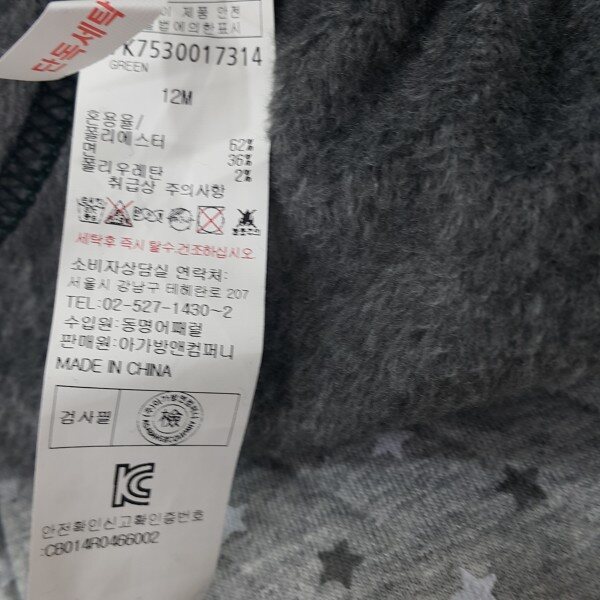 단독세탁
이 제품 안전
법에의한표시
K7530017314
GREEN
12M
혼용율/
폴리에스터 62%
면 36%
폴리우레탄 2%
취급상 주의사항
세탁후 즉시 탈수.건조하십시오.
소비자상담실 연락처:
서울시 강남구 테헤란로 207
TEL:02-527-1430~2
수입원:동명어패럴
판매원:아가방앤컴퍼니
MADE IN CHINA
검사필
檢
안전확인신고확인증번호
:CB014R0466002